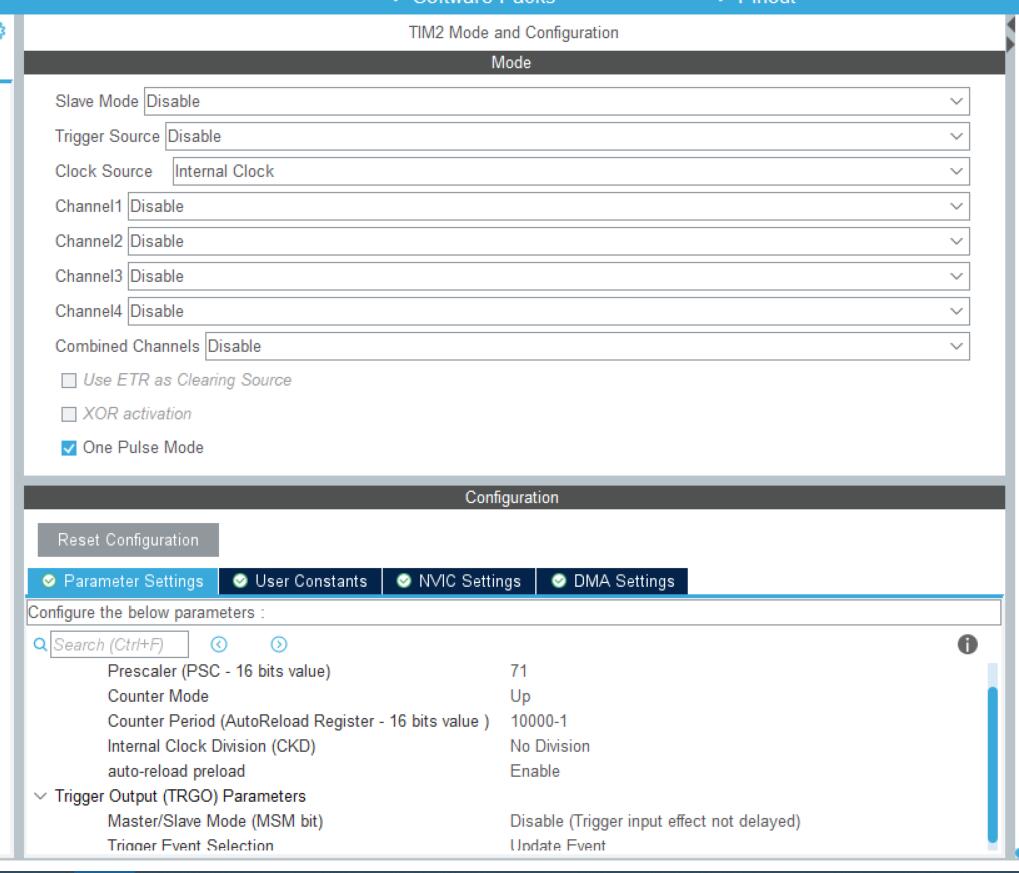 Software Packs Pinout
TIM2 Mode and Configuration
Mode
Slave Mode Disable
Trigger Source Disable
Clock Source Internal Clock
Channel1 Disable
Channel2 Disable
Channel3 Disable
Channel4 Disable
Combined Channels Disable
Use ETR as Clearing Source
XOR activation
One Pulse Mode
Configuration
Reset Configuration
Parameter Settings User Constants NVIC Settings DMA Settings
Configure the below parameters :
Search (Ctrl+F)
Prescaler (PSC - 16 bits value) 71
Counter Mode Up
Counter Period (AutoReload Register - 16 bits value ) 10000-1
Internal Clock Division (CKD) No Division
auto-reload preload Enable
Trigger Output (TRGO) Parameters
Master/Slave Mode (MSM bit) Disable (Trigger input effect not delayed)
Trigger Event Selection Update Event